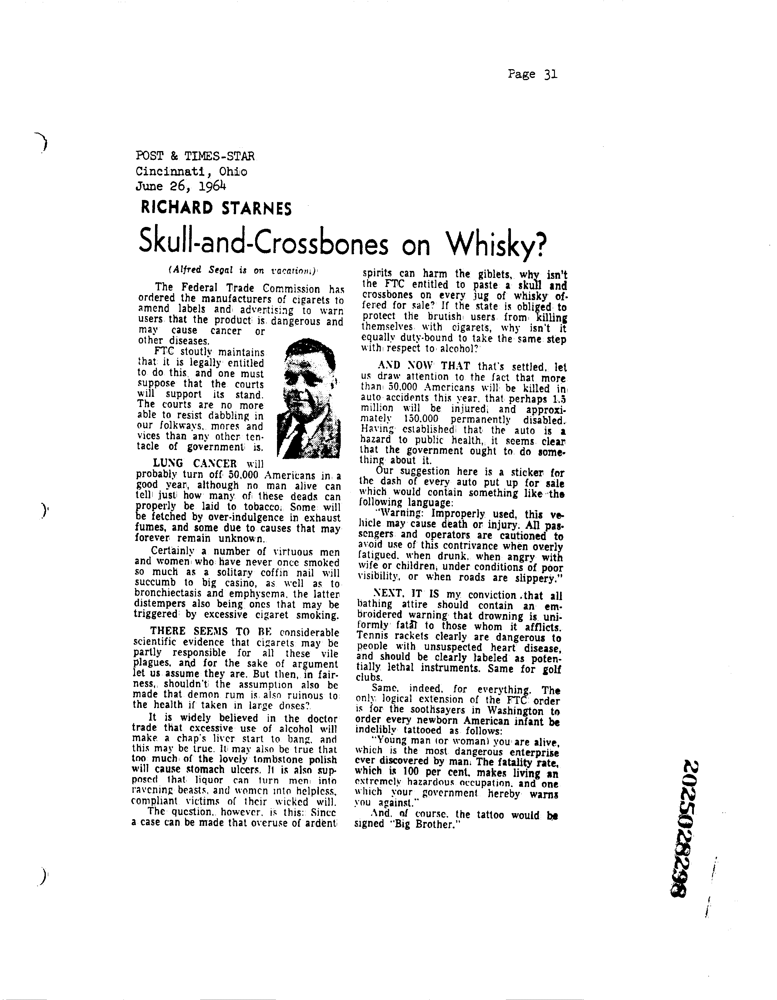 Page 31
POST & TIMES-STAR
Cincinnati, Ohio
June 26, 1964
RICHARD STARNES
Skull-and-Crossbones on Whisky?
(Alfred Segal is on vacation.)
The Federal Trade Commission has
ordered the manufacturers of cigarets to
amend labels and advertising to warn
users that the product is dangerous and
may cause cancer or
other diseases.
FTC stoutly maintains
that it is legally entitled
to do this, and one must
suppose that the courts
will support its stand.
The courts are no more
able to resist dabbling in
our folkways, mores and
vices than any other ten-
tacle of government is.
LUNG CANCER will
probably turn off 50,000 Americans in a
good year, although no man alive can
tell just how many of these deads can
properly be laid to tobacco. Some will
be fetched by over-indulgence in exhaust
fumes, and some due to causes that may
forever remain unknown.
Certainly a number of virtuous men
and women who have never once smoked
so much as a solitary coffin nail will
succumb to big casino, as well as to
bronchiectasis and emphysema, the latter
distempers also being ones that may be
triggered by excessive cigaret smoking.
THERE SEEMS TO BE considerable
scientific evidence that cigarets may be
partly responsible for all these vile
plagues, and for the sake of argument
let us assume they are. But then, in fair-
ness, shouldn't the assumption also be
made that demon rum is also ruinous to
the health if taken in large doses?
It is widely believed in the doctor
trade that excessive use of alcohol will
make a chap's liver start to bang, and
this may be true. It may also be true that
too much of the lovely tombstone polish
will cause stomach ulcers. It is also sup-
posed that liquor can turn men into
ravening beasts, and women into helpless,
compliant victims of their wicked will.
The question, however, is this: Since
a case can be made that overuse of ardent
spirits can harm the giblets, why isn't
the FTC entitled to paste a skull and
crossbones on every jug of whisky of-
fered for sale? If the state is obliged to
protect the brutish users from killing
themselves with cigarets, why isn't it
equally duty-bound to take the same step
with respect to alcohol?
AND NOW THAT that's settled, let
us draw attention to the fact that more
than 50,000 Americans will be killed in
auto accidents this year, that perhaps 1.5
million will be injured, and approxi-
mately 150,000 permanently disabled.
Having established that the auto is a
hazard to public health, it seems clear
that the government ought to do some-
thing about it.
Our suggestion here is a sticker for
the dash of every auto put up for sale
which would contain something like the
following language:
"Warning: Improperly used, this ve-
hicle may cause death or injury. All pas-
sengers and operators are cautioned to
avoid use of this contrivance when overly
fatigued, when drunk, when angry with
wife or children, under conditions of poor
visibility, or when roads are slippery."
NEXT, IT IS my conviction that all
bathing attire should contain an em-
broidered warning that drowning is uni-
formly fatal to those whom it afflicts.
Tennis rackets clearly are dangerous to
people with unsuspected heart disease,
and should be clearly labeled as poten-
tially lethal instruments. Same for golf
clubs.
Same, indeed, for everything. The
only logical extension of the FTC order
is for the soothsayers in Washington to
order every newborn American infant be
indelibly tattooed as follows:
"Young man (or woman) you are alive,
which is the most dangerous enterprise
ever discovered by man. The fatality rate,
which is 100 per cent, makes living an
extremely hazardous occupation, and one
which your government hereby warns
you against."
And, of course, the tattoo would be
signed "Big Brother."
2025028298